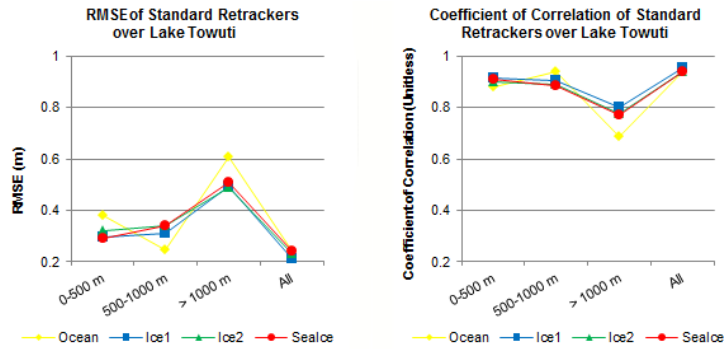 RMSE of Standard Retrackers
over Lake Towuti
1
0.8
0.6
0.4
0.2
RMSE (m)
0-500 m
500-1000 m
> 1000 m
All
Ocean Ice1 Ice2 SeaIce
Coefficient of Correlation of Standard
Retrackers over Lake Towuti
1
0.8
0.6
0.4
0.2
Coefficient of Correlation (Unitless)
0-500 m
500-1000 m
> 1000 m
All
Ocean Ice1 Ice2 SeaIce